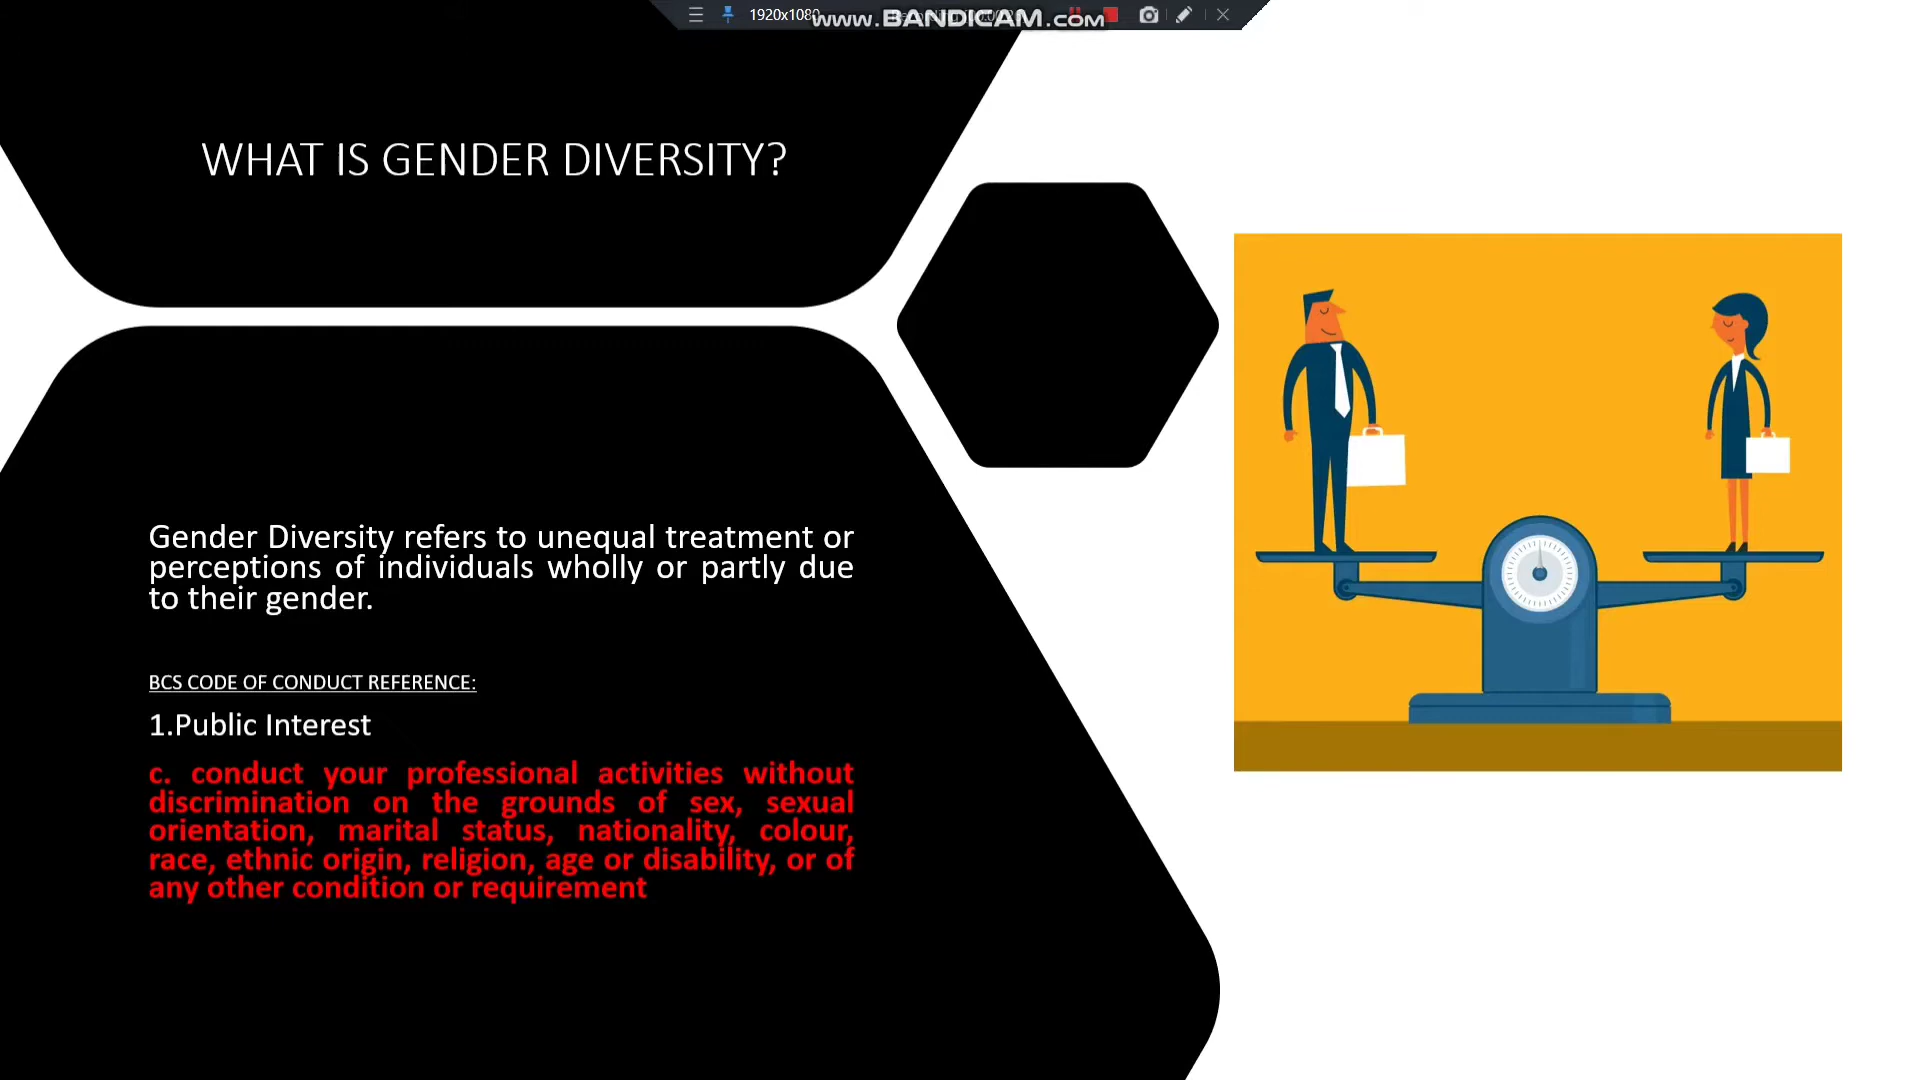 1920x1080
www.BANDICAM.com
WHAT IS GENDER DIVERSITY?
Gender Diversity refers to unequal treatment or
perceptions of individuals wholly or partly due
to their gender.
BCS CODE OF CONDUCT REFERENCE:
1.Public Interest
c. conduct your professional activities without
discrimination on the grounds of sex, sexual
orientation, marital status, nationality, colour,
race, ethnic origin, religion, age or disability, or of
any other condition or requirement